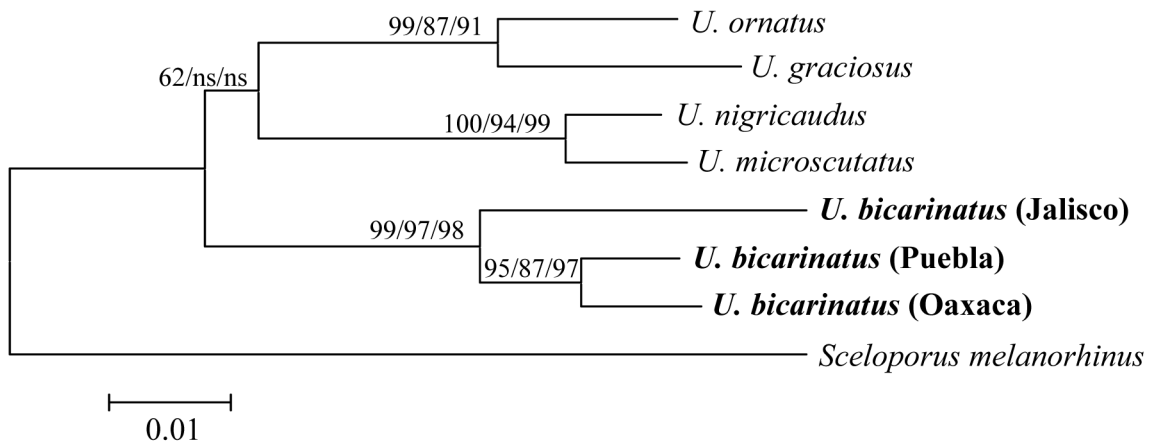 99/87/91
U. ornatus
U. graciosus
62/ns/ns
100/94/99
U. nigricaudus
U. microscutatus
U. bicarinatus (Jalisco)
99/97/98
U. bicarinatus (Puebla)
95/87/97
U. bicarinatus (Oaxaca)
Sceloporus melanorhinus
0.01